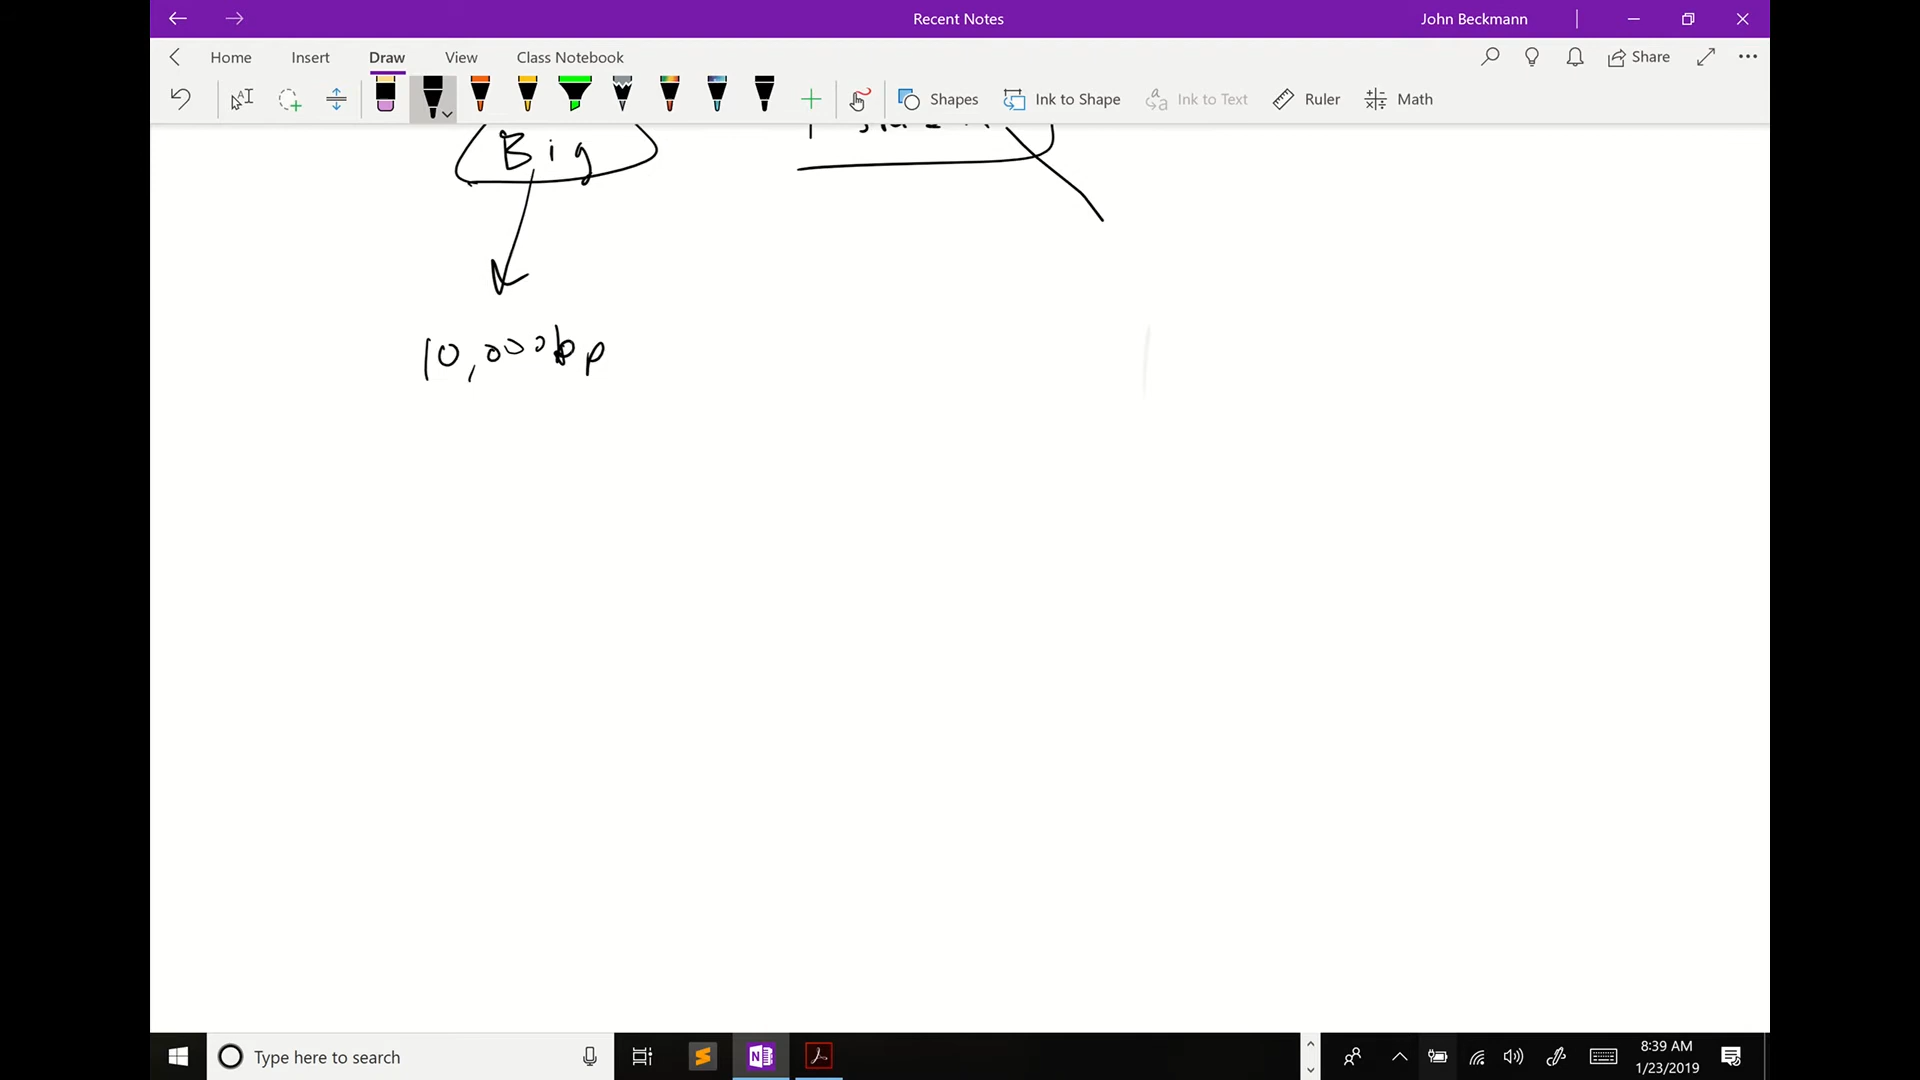 Recent Notes
John Beckmann
Home Insert Draw View Class Notebook
Share
Shapes Ink to Shape Ink to Text Ruler Math
Big
10,000bp
Type here to search
8:39 AM
1/23/2019